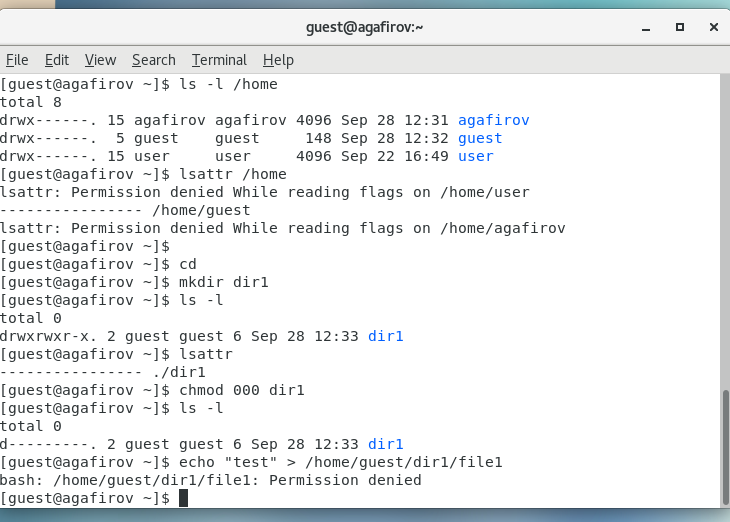 guest@agafirov:~
File Edit View Search Terminal Help
[guest@agafirov ~]$ ls -l /home
total 8
drwx------. 15 agafirov agafirov 4096 Sep 28 12:31 agafirov
drwx------.  5 guest    guest     148 Sep 28 12:32 guest
drwx------. 15 user     user     4096 Sep 22 16:49 user
[guest@agafirov ~]$ lsattr /home
lsattr: Permission denied While reading flags on /home/user
---------------- /home/guest
lsattr: Permission denied While reading flags on /home/agafirov
[guest@agafirov ~]$
[guest@agafirov ~]$ cd
[guest@agafirov ~]$ mkdir dir1
[guest@agafirov ~]$ ls -l
total 0
drwxrwxr-x. 2 guest guest 6 Sep 28 12:33 dir1
[guest@agafirov ~]$ lsattr
---------------- ./dir1
[guest@agafirov ~]$ chmod 000 dir1
[guest@agafirov ~]$ ls -l
total 0
d---------. 2 guest guest 6 Sep 28 12:33 dir1
[guest@agafirov ~]$ echo "test" > /home/guest/dir1/file1
bash: /home/guest/dir1/file1: Permission denied
[guest@agafirov ~]$